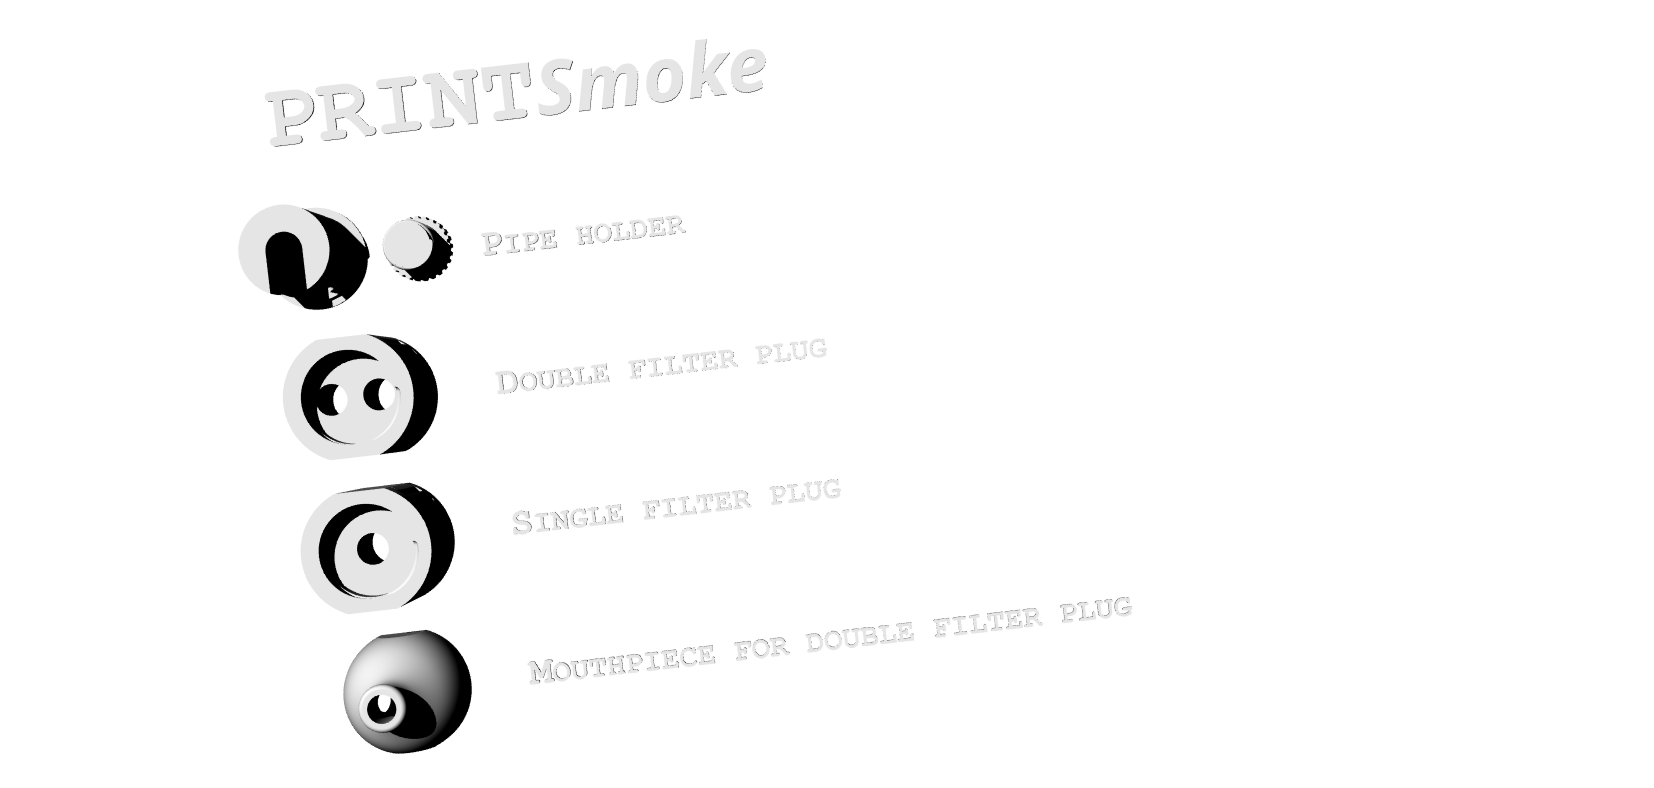 PRINTSmoke
Pipe holder
Double filter plug
Single filter plug
Mouthpiece for double filter plug